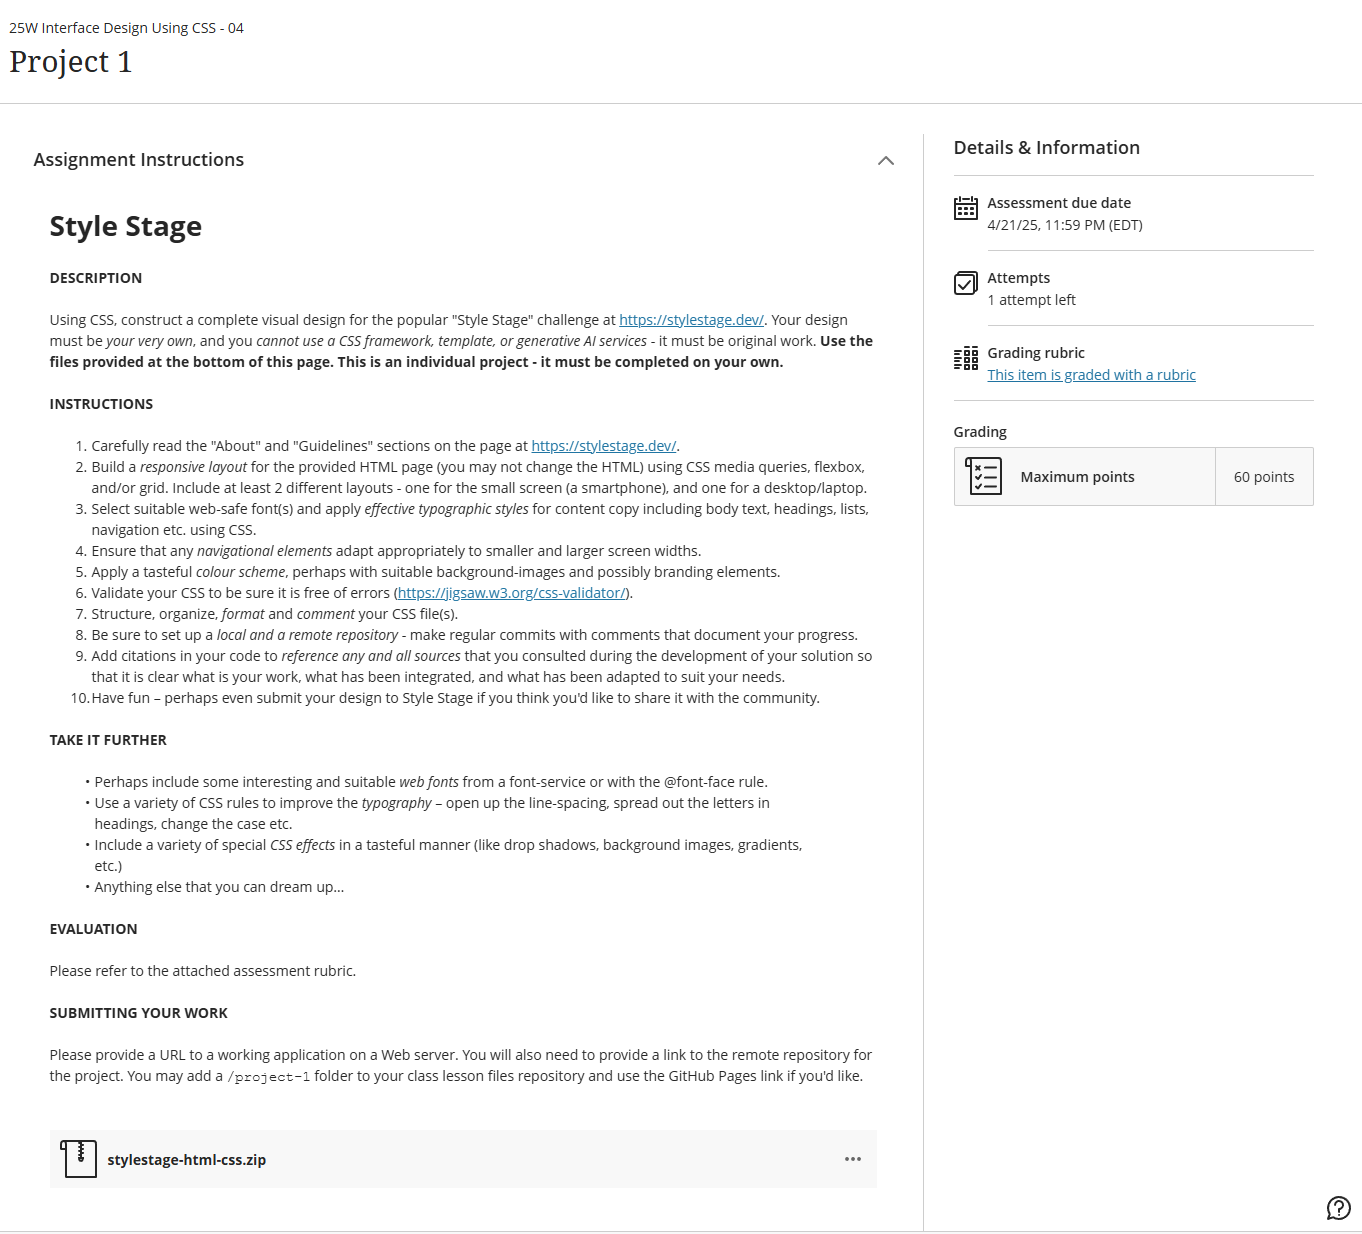 25W Interface Design Using CSS - 04
Project 1
Assignment Instructions
Style Stage
DESCRIPTION
Using CSS, construct a complete visual design for the popular "Style Stage" challenge at https://stylestage.dev/. Your design
must be your very own, and you cannot use a CSS framework, template, or generative AI services - it must be original work. Use the
files provided at the bottom of this page. This is an individual project - it must be completed on your own.
INSTRUCTIONS
1. Carefully read the "About" and "Guidelines" sections on the page at https://stylestage.dev/.
2. Build a responsive layout for the provided HTML page (you may not change the HTML) using CSS media queries, flexbox,
and/or grid. Include at least 2 different layouts - one for the small screen (a smartphone), and one for a desktop/laptop.
3. Select suitable web-safe font(s) and apply effective typographic styles for content copy including body text, headings, lists,
navigation etc. using CSS.
4. Ensure that any navigational elements adapt appropriately to smaller and larger screen widths.
5. Apply a tasteful colour scheme, perhaps with suitable background-images and possibly branding elements.
6. Validate your CSS to be sure it is free of errors (https://jigsaw.w3.org/css-validator/).
7. Structure, organize, format and comment your CSS file(s).
8. Be sure to set up a local and a remote repository - make regular commits with comments that document your progress.
9. Add citations in your code to reference any and all sources that you consulted during the development of your solution so
that it is clear what is your work, what has been integrated, and what has been adapted to suit your needs.
10. Have fun – perhaps even submit your design to Style Stage if you think you'd like to share it with the community.
TAKE IT FURTHER
• Perhaps include some interesting and suitable web fonts from a font-service or with the @font-face rule.
• Use a variety of CSS rules to improve the typography – open up the line-spacing, spread out the letters in
headings, change the case etc.
• Include a variety of special CSS effects in a tasteful manner (like drop shadows, background images, gradients,
etc.)
• Anything else that you can dream up...
EVALUATION
Please refer to the attached assessment rubric.
SUBMITTING YOUR WORK
Please provide a URL to a working application on a Web server. You will also need to provide a link to the remote repository for
the project. You may add a /project-1 folder to your class lesson files repository and use the GitHub Pages link if you'd like.
stylestage-html-css.zip
Details & Information
Assessment due date
4/21/25, 11:59 PM (EDT)
Attempts
1 attempt left
Grading rubric
This item is graded with a rubric
Grading
Maximum points
60 points